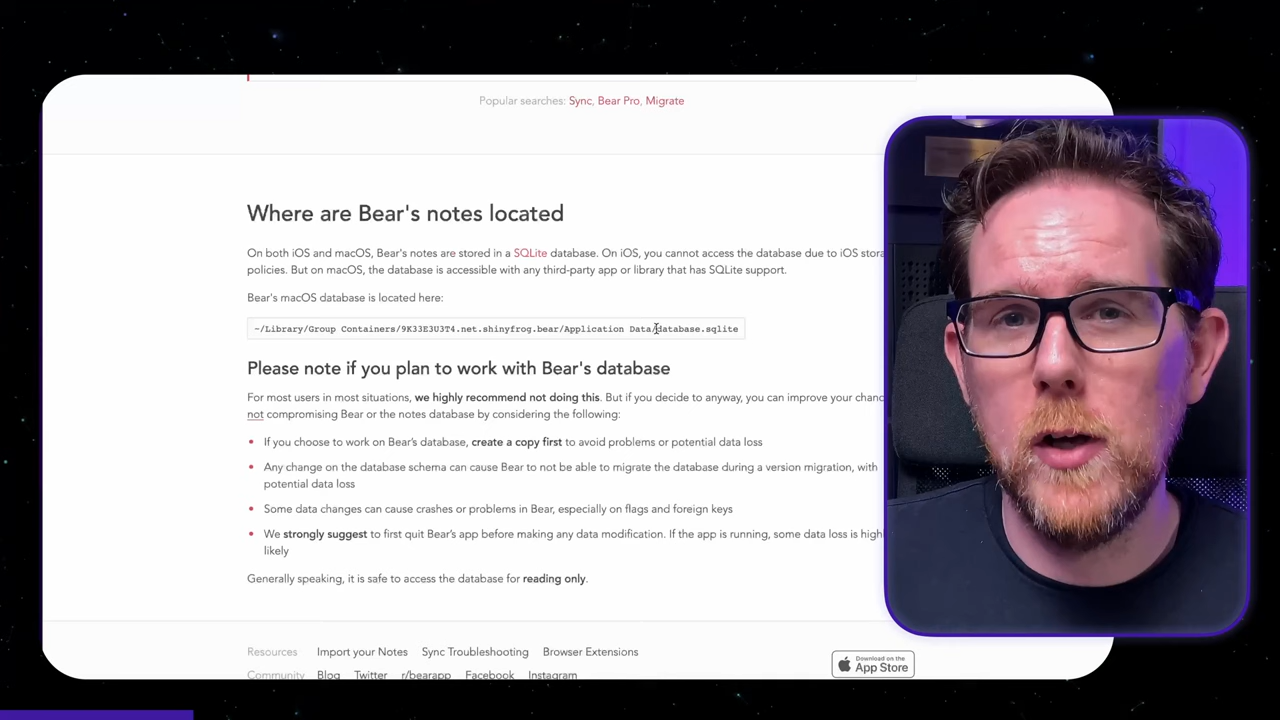 Popular searches: Sync, Bear Pro, Migrate
Where are Bear's notes located
On both iOS and macOS, Bear's notes are stored in a SQLite database. On iOS, you cannot access the database due to iOS stora
policies. But on macOS, the database is accessible with any third-party app or library that has SQLite support.
Bear's macOS database is located here:
~/Library/Group Containers/9K33E3U3T4.net.shinyfrog.bear/Application Data/database.sqlite
Please note if you plan to work with Bear's database
For most users in most situations, we highly recommend not doing this. But if you decide to anyway, you can improve your chanc
not compromising Bear or the notes database by considering the following:
• If you choose to work on Bear's database, create a copy first to avoid problems or potential data loss
• Any change on the database schema can cause Bear to not be able to migrate the database during a version migration, with
potential data loss
• Some data changes can cause crashes or problems in Bear, especially on flags and foreign keys
• We strongly suggest to first quit Bear's app before making any data modification. If the app is running, some data loss is high
likely
Generally speaking, it is safe to access the database for reading only.
Resources Import your Notes Sync Troubleshooting Browser Extensions
Download on the
App Store
Community Blog Twitter r/bearapp Facebook Instagram